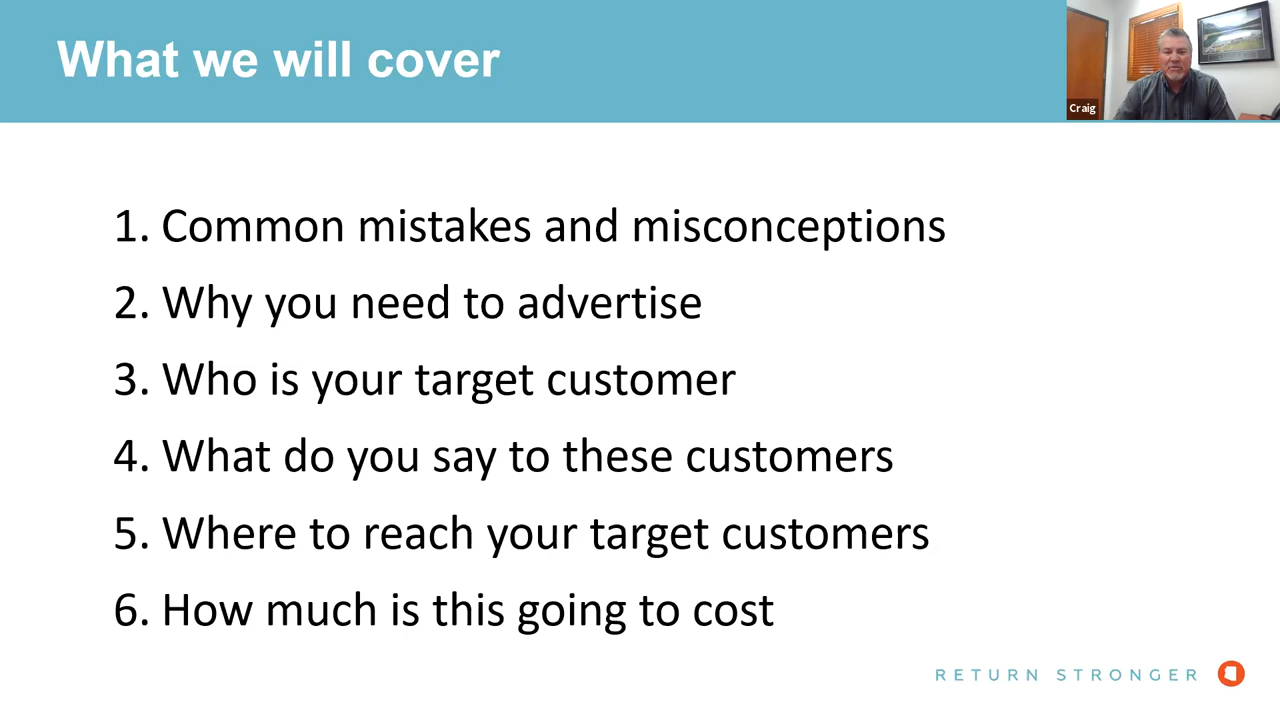 What we will cover
Craig
1. Common mistakes and misconceptions
2. Why you need to advertise
3. Who is your target customer
4. What do you say to these customers
5. Where to reach your target customers
6. How much is this going to cost
RETURN STRONGER